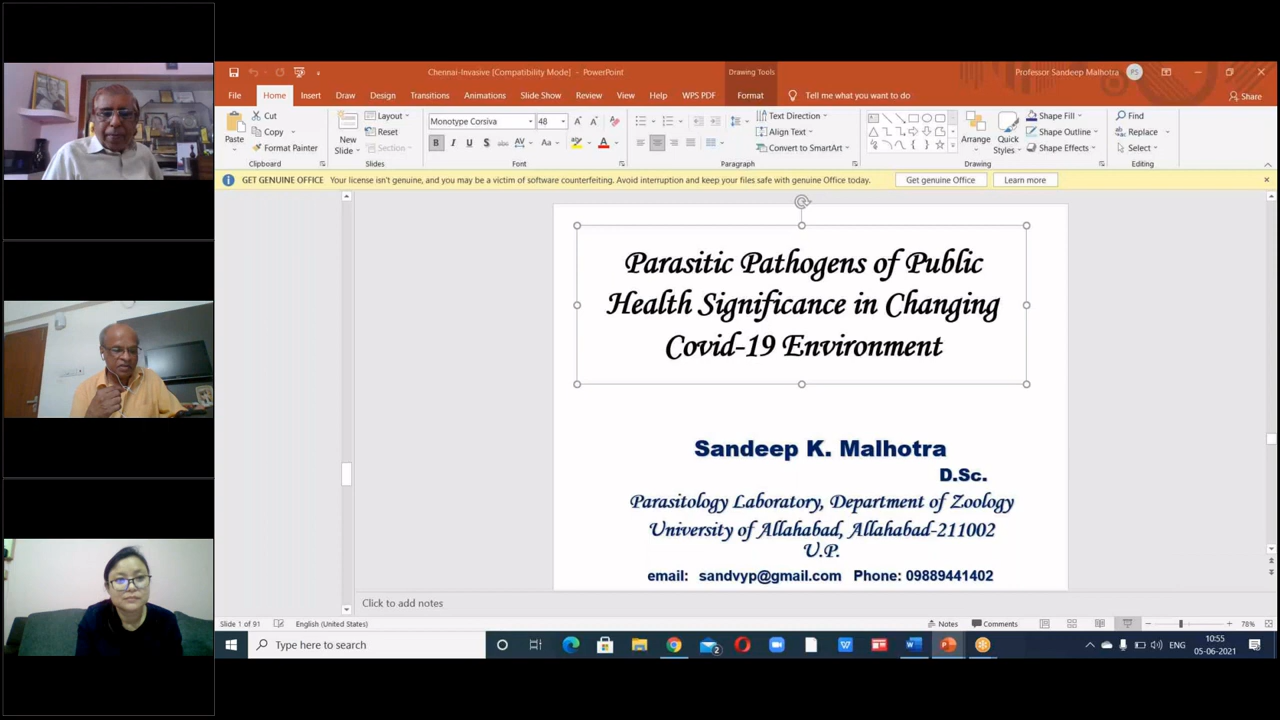 Chennai-Invasive [Compatibility Mode] - PowerPoint
Drawing Tools
Professor Sandeep Malhotra
PS
File Home Insert Draw Design Transitions Animations Slide Show Review View Help WPS PDF Format Tell me what you want to do Share
Paste
Cut
Copy
Format Painter
Clipboard
New Slide
Layout
Reset
Section
Slides
Monotype Corsiva 48
Font
Text Direction
Align Text
Convert to SmartArt
Paragraph
Arrange
Quick Styles
Shape Fill
Shape Outline
Shape Effects
Drawing
Find
Replace
Select
Editing
GET GENUINE OFFICE Your license isn't genuine, and you may be a victim of software counterfeiting. Avoid interruption and keep your files safe with genuine Office today. Get genuine Office Learn more
Parasitic Pathogens of Public
Health Significance in Changing
Covid-19 Environment
Sandeep K. Malhotra
D.Sc.
Parasitology Laboratory, Department of Zoology
University of Allahabad, Allahabad-211002
U.P.
email: sandvyp@gmail.com Phone: 09889441402
Click to add notes
Slide 1 of 91 English (United States) Notes Comments 78%
Type here to search
2
ENG
10:55
05-06-2021